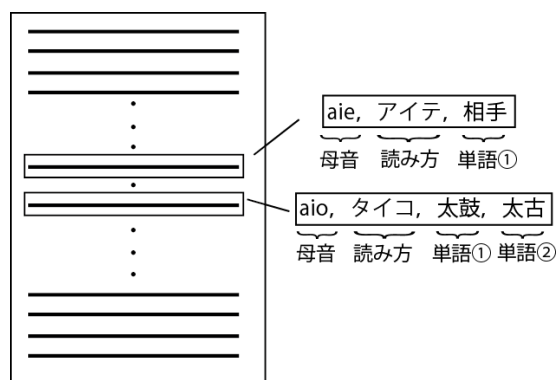 aie, アイテ, 相手
母音 読み方 単語①
aio, タイコ, 太鼓, 太古
母音 読み方 単語① 単語②